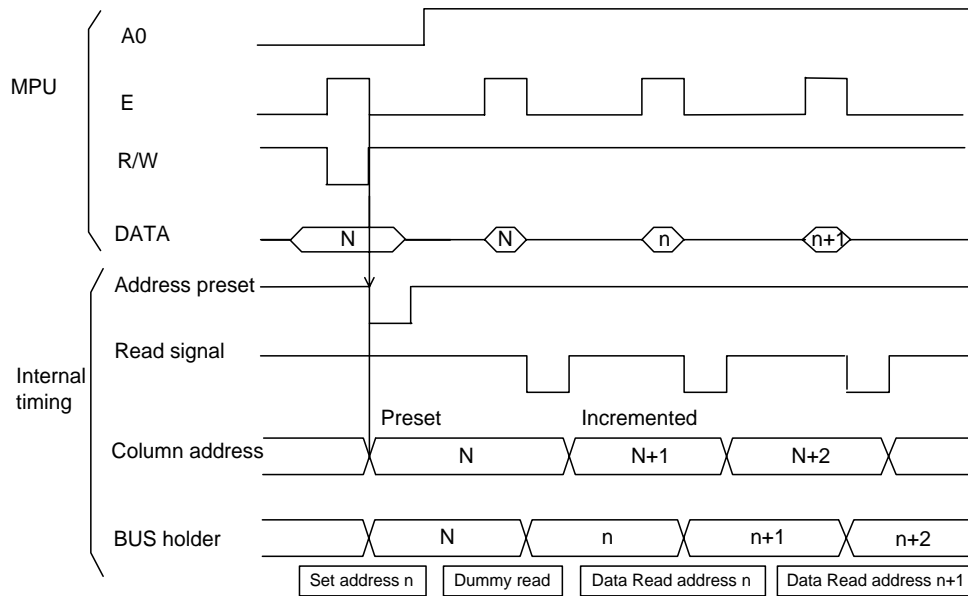 A0
MPU
E
R/W
DATA N N n n+1
Address preset
Read signal
Internal
timing
Preset Incremented
Column address N N+1 N+2
BUS holder N n n+1 n+2
Set address n Dummy read Data Read address n Data Read address n+1